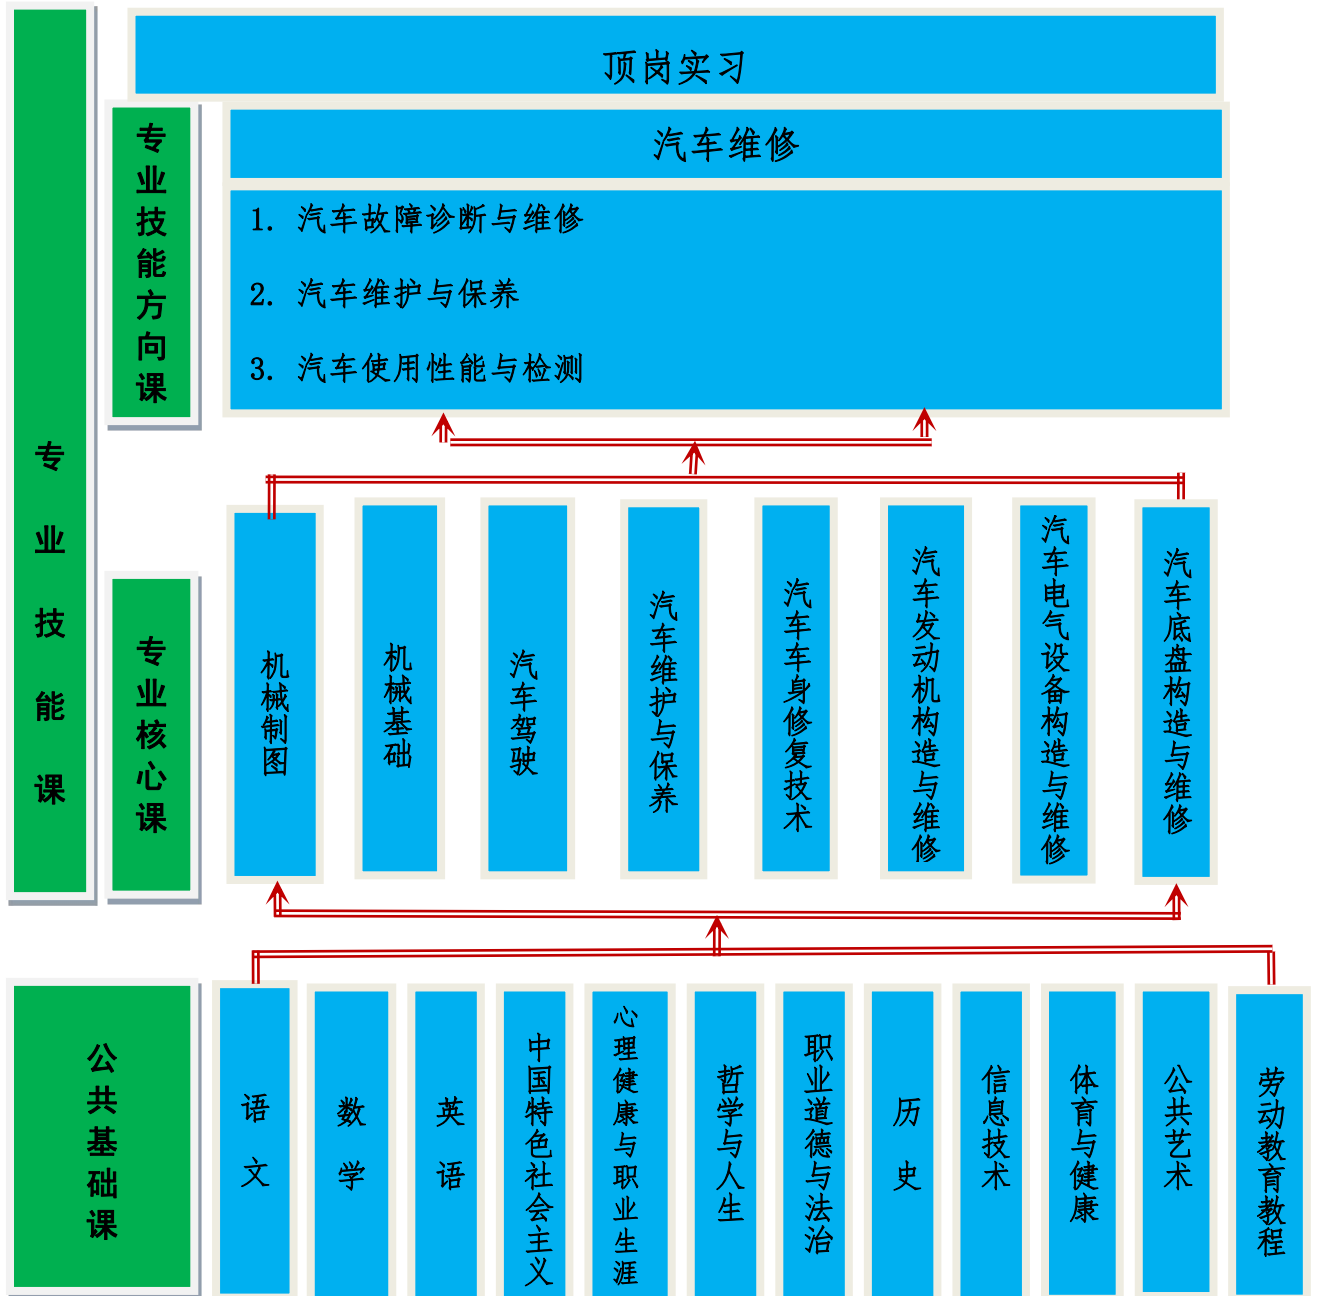 专业技能课
顶岗实习
专业技能方向课
汽车维修
1. 汽车故障诊断与维修
2. 汽车维护与保养
3. 汽车使用性能与检测
专业核心课
机械制图
机械基础
汽车驾驶
汽车维护与保养
汽车车身修复技术
汽车发动机构造与维修
汽车电气设备构造与维修
汽车底盘构造与维修
公共基础课
语文
数学
英语
中国特色社会主义
心理健康与职业生涯
哲学与人生
职业道德与法治
历史
信息技术
体育与健康
公共艺术
劳动教育教程